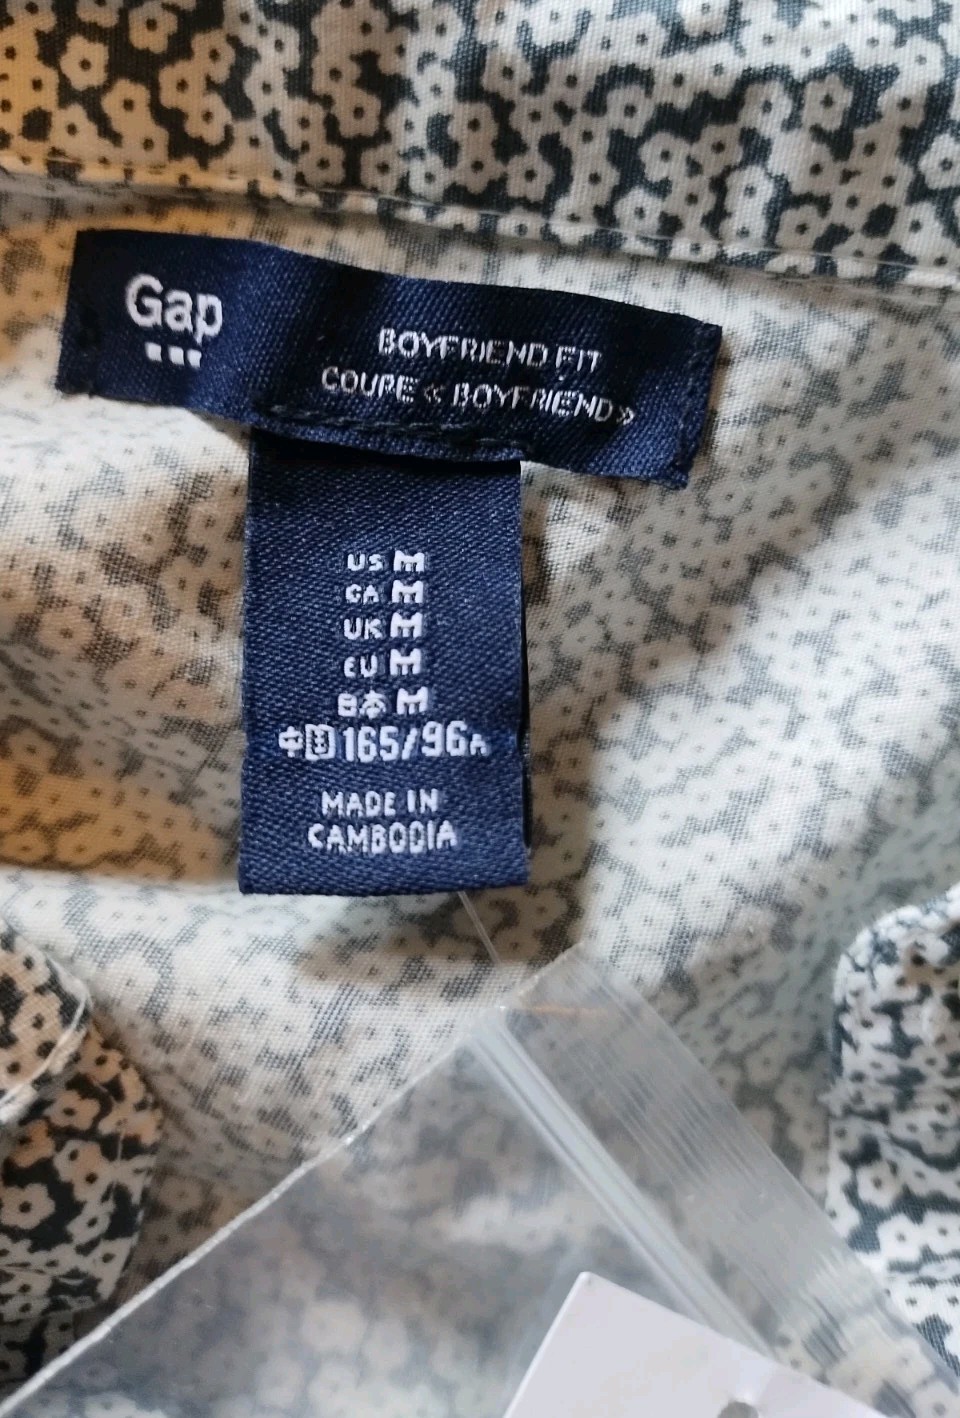 Gap
BOYFRIEND FIT
COUPE « BOYFRIEND »
US M
CA M
UK M
EU M
日本 M
中国 165/96A
MADE IN
CAMBODIA